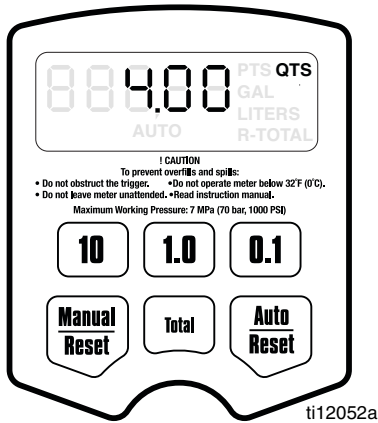 4.00
PTS QTS
GAL
LITERS
AUTO
R-TOTAL
! CAUTION
To prevent overfills and spills:
• Do not obstruct the trigger. •Do not operate meter below 32˚F (0˚C).
• Do not leave meter unattended. •Read instruction manual.
Maximum Working Pressure: 7 MPa (70 bar, 1000 PSI)
10 1.0 0.1
Manual
Reset
Total
Auto
Reset
ti12052a